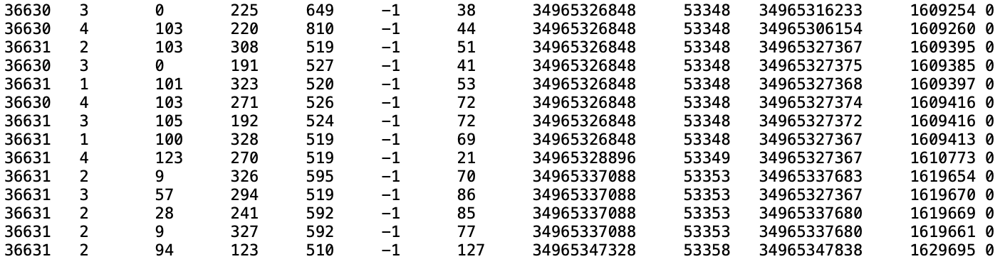 36630 3 0 225 649 -1 38 34965326848 53348 34965316233 1609254 0
36630 4 103 220 810 -1 44 34965326848 53348 34965306154 1609260 0
36631 2 103 308 519 -1 51 34965326848 53348 34965327367 1609395 0
36630 3 0 191 527 -1 41 34965326848 53348 34965327375 1609385 0
36631 1 101 323 520 -1 53 34965326848 53348 34965327368 1609397 0
36630 4 103 271 526 -1 72 34965326848 53348 34965327374 1609416 0
36631 3 105 192 524 -1 72 34965326848 53348 34965327372 1609416 0
36631 1 100 328 519 -1 69 34965326848 53348 34965327367 1609413 0
36631 4 123 270 519 -1 21 34965328896 53349 34965327367 1610773 0
36631 2 9 326 595 -1 70 34965337088 53353 34965337683 1619654 0
36631 3 57 294 519 -1 86 34965337088 53353 34965327367 1619670 0
36631 2 28 241 592 -1 85 34965337088 53353 34965337680 1619669 0
36631 2 9 327 592 -1 77 34965337088 53353 34965337680 1619661 0
36631 2 94 123 510 -1 127 34965347328 53358 34965347838 1629695 0